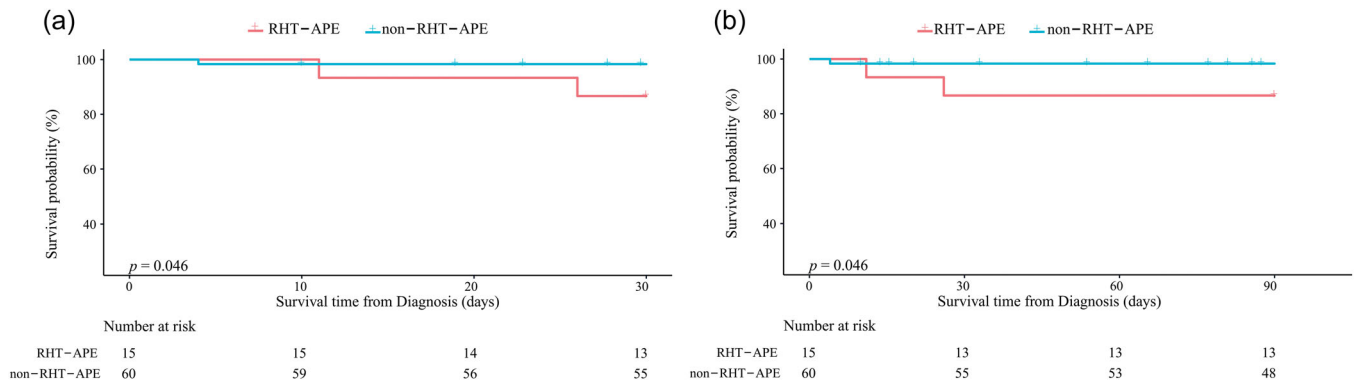 (a)
RHT-APE non-RHT-APE
100
80
60
40
Survival probability (%)
p = 0.046
0 10 20 30
Survival time from Diagnosis (days)
Number at risk
RHT-APE 15 15 14 13
non-RHT-APE 60 59 56 55
(b)
RHT-APE non-RHT-APE
100
80
60
40
Survival probability (%)
p = 0.046
0 30 60 90
Survival time from Diagnosis (days)
Number at risk
RHT-APE 15 13 13 13
non-RHT-APE 60 55 53 48